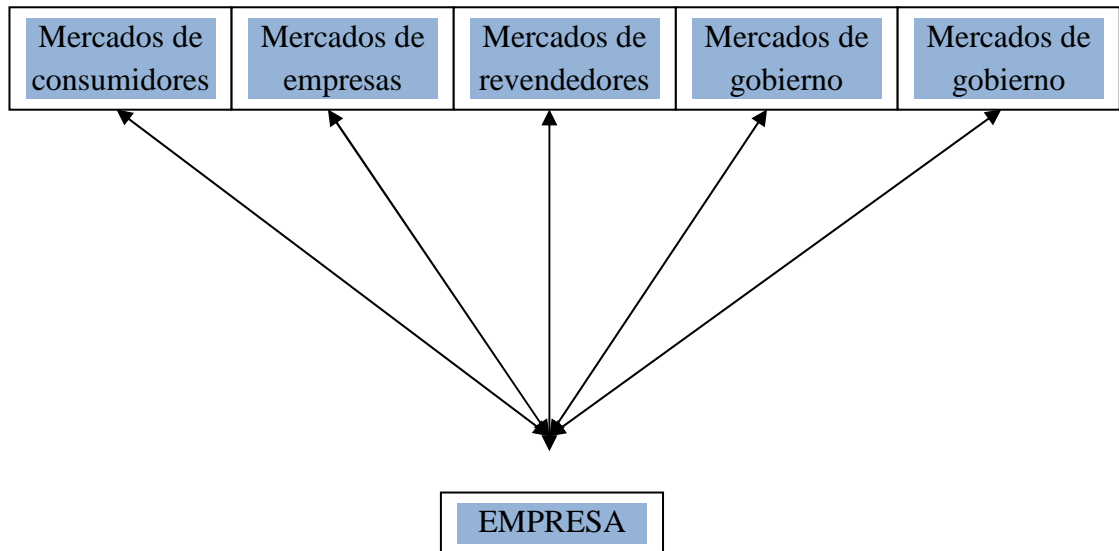 Mercados de
consumidores
Mercados de
empresas
Mercados de
revendedores
Mercados de
gobierno
Mercados de
gobierno
EMPRESA